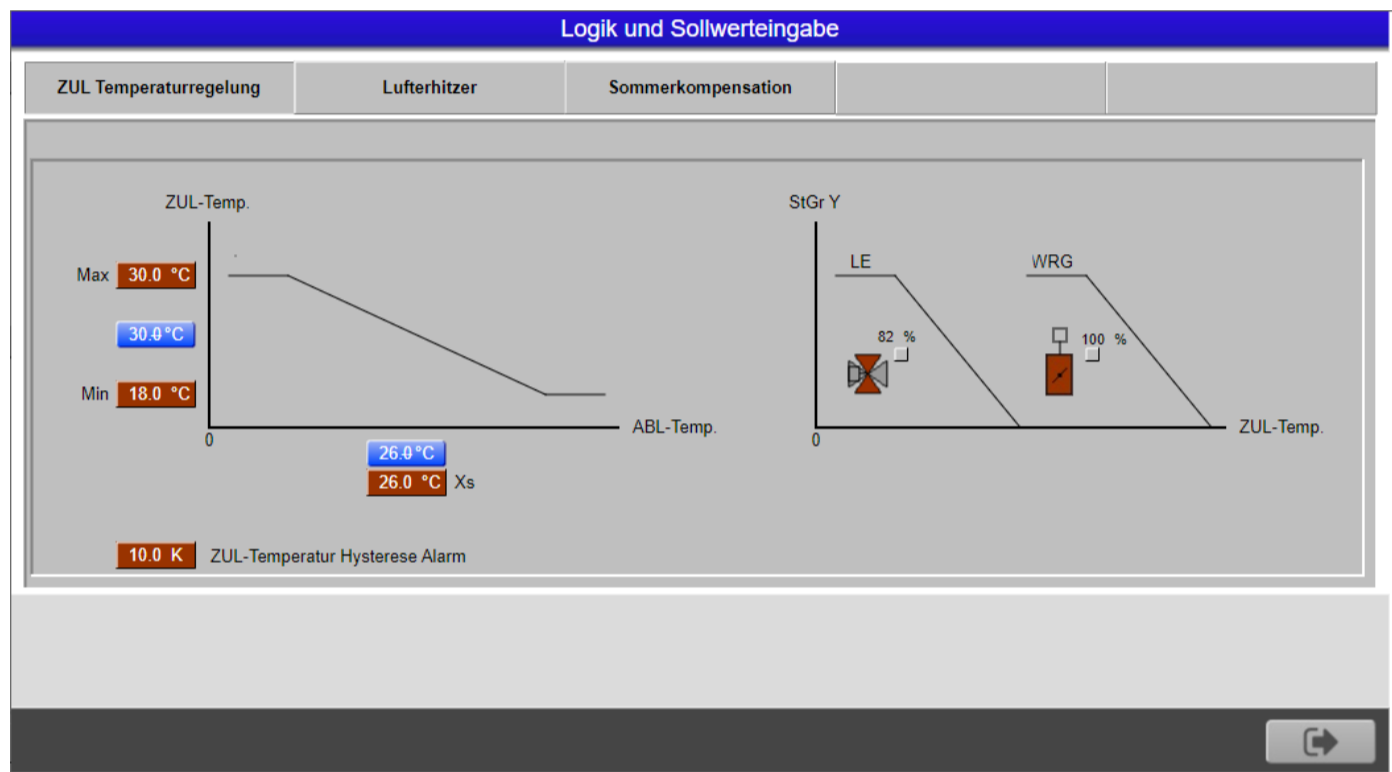 Logik und Sollwerteingabe
ZUL Temperaturregelung
Lufterhitzer
Sommerkompensation
ZUL-Temp.
Max 30.0 °C
30.0°C
Min 18.0 °C
0
ABL-Temp.
26.0°C
26.0 °C Xs
10.0 K ZUL-Temperatur Hysterese Alarm
StGr Y
LE
WRG
82 %
100 %
0
ZUL-Temp.